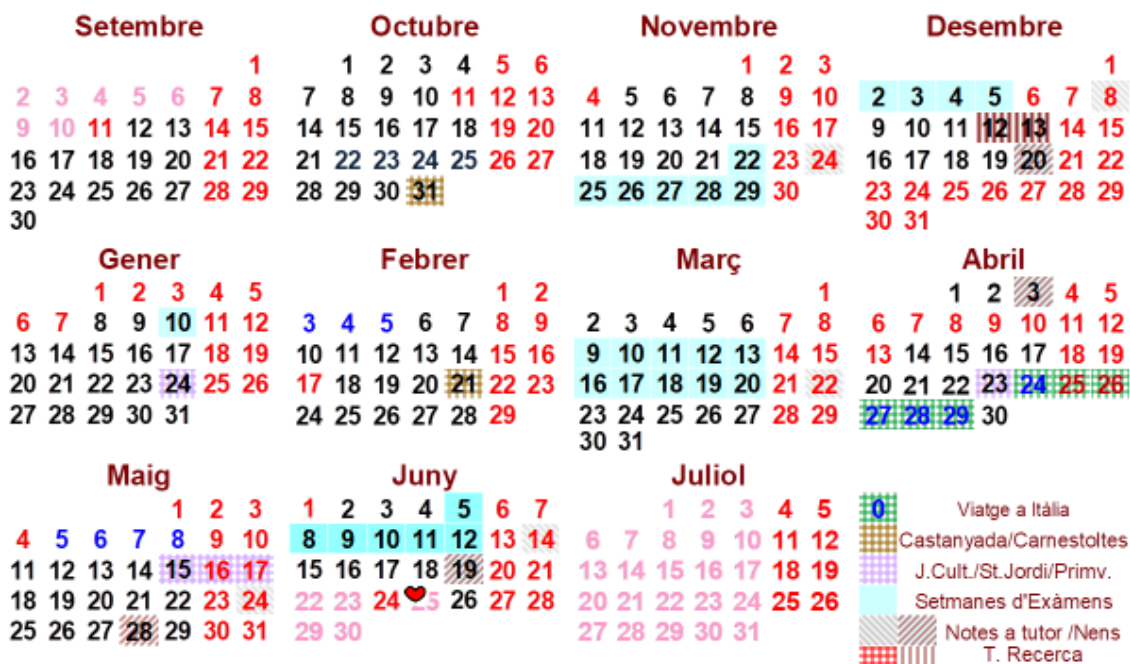 Setembre Octubre Novembre Desembre
1 1 2 3 4 5 6 1 2 3 1
2 3 4 5 6 7 8 7 8 9 10 11 12 13 4 5 6 7 8 9 10 2 3 4 5 6 7 8
9 10 11 12 13 14 15 14 15 16 17 18 19 20 11 12 13 14 15 16 17 9 10 11 12 13 14 15
16 17 18 19 20 21 22 21 22 23 24 25 26 27 18 19 20 21 22 23 24 16 17 18 19 20 21 22
23 24 25 26 27 28 29 28 29 30 31 25 26 27 28 29 30 23 24 25 26 27 28 29
30 30 31
Gener Febrer Març Abril
1 2 3 4 5 1 2 1 1 2 3 4 5
6 7 8 9 10 11 12 3 4 5 6 7 8 9 2 3 4 5 6 7 8 6 7 8 9 10 11 12
13 14 15 16 17 18 19 10 11 12 13 14 15 16 9 10 11 12 13 14 15 13 14 15 16 17 18 19
20 21 22 23 24 25 26 17 18 19 20 21 22 23 16 17 18 19 20 21 22 20 21 22 23 24 25 26
27 28 29 30 31 24 25 26 27 28 29 23 24 25 26 27 28 29 27 28 29 30
30 31
Maig Juny Juliol
1 2 3 1 2 3 4 5 6 7 1 2 3 4 5 0 Viatge a Itàlia
4 5 6 7 8 9 10 8 9 10 11 12 13 14 6 7 8 9 10 11 12 Castanyada/Carnestoltes
11 12 13 14 15 16 17 15 16 17 18 19 20 21 13 14 15 16 17 18 19 J.Cult./St.Jordi/Primv.
18 19 20 21 22 23 24 22 23 24 25 26 27 28 20 21 22 23 24 25 26 Setmanes d'Exàmens
25 26 27 28 29 30 31 29 30 27 28 29 30 31 Notes a tutor /Nens
T. Recerca